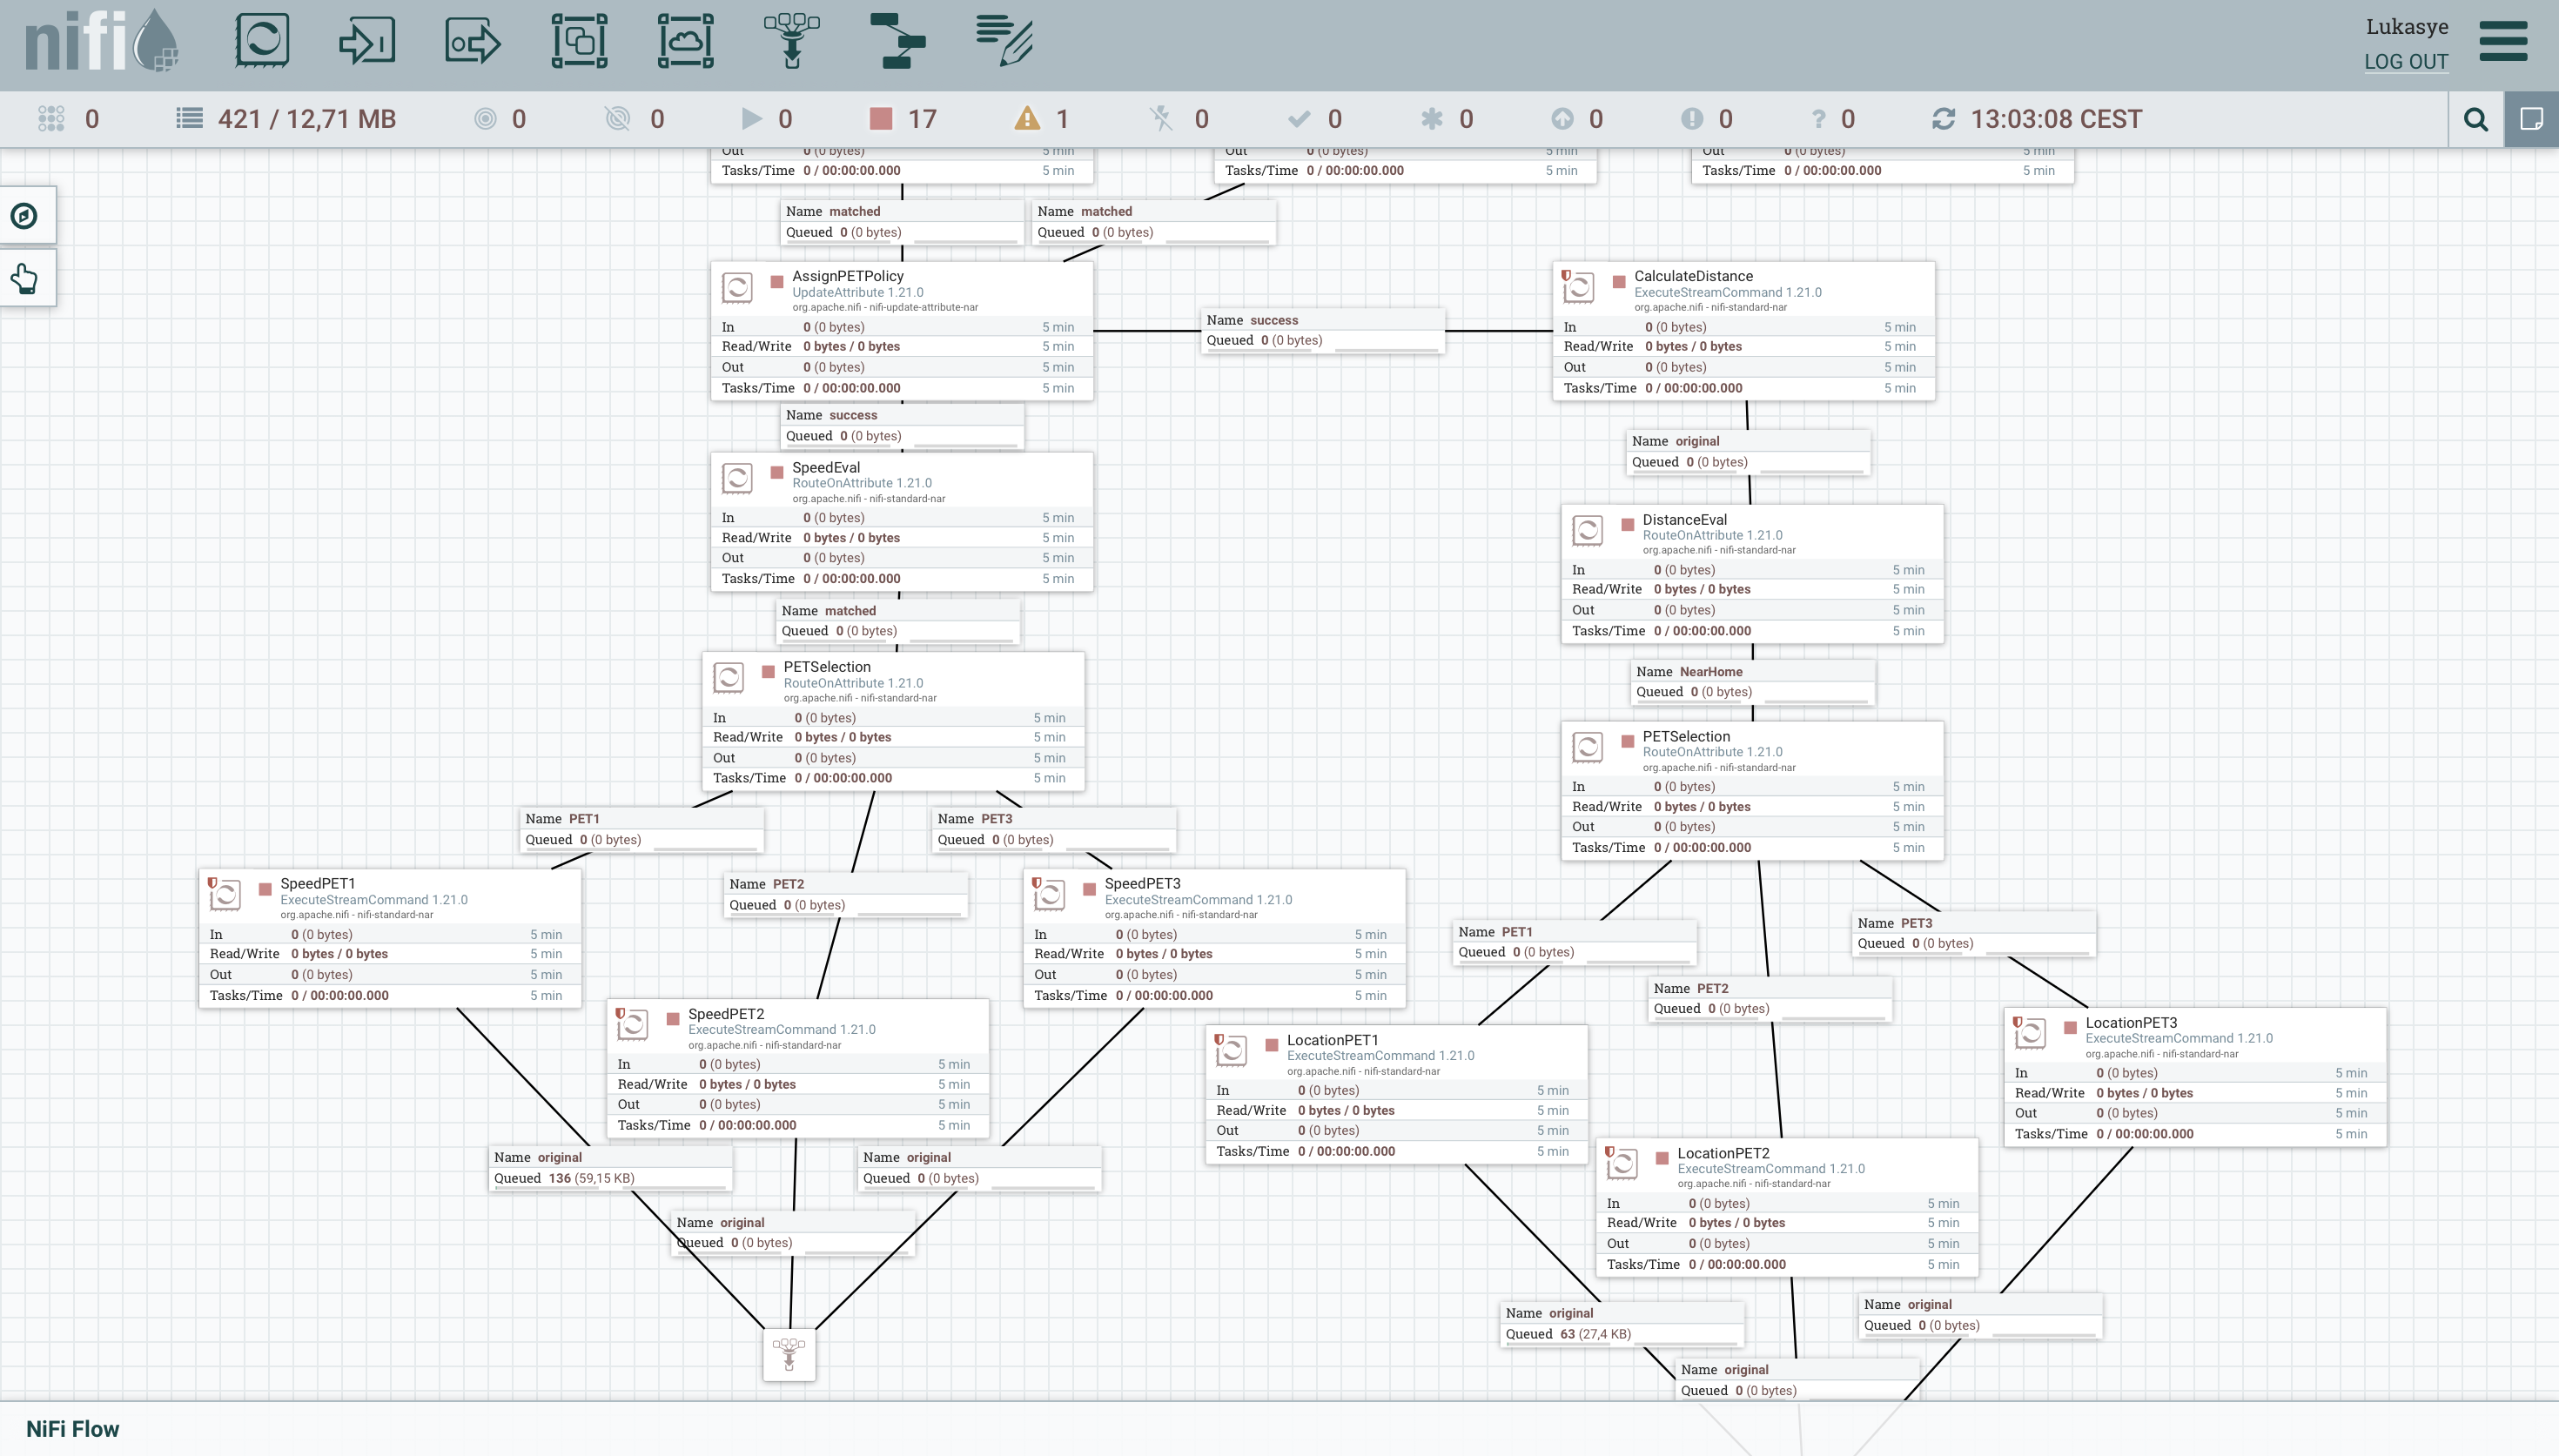 nifi
Lukasye
LOG OUT
0 421 / 12,71 MB 0 0 0 17 1 0 0 0 0 0 ? 0 13:03:08 CEST
Out 0 (0 bytes) 5 min
Tasks/Time 0 / 00:00:00.000 5 min
Out 0 (0 bytes) 5 min
Tasks/Time 0 / 00:00:00.000 5 min
Out 0 (0 bytes) 5 min
Tasks/Time 0 / 00:00:00.000 5 min
Name matched
Queued 0 (0 bytes)
Name matched
Queued 0 (0 bytes)
AssignPETPolicy
UpdateAttribute 1.21.0
org.apache.nifi - nifi-update-attribute-nar
In 0 (0 bytes) 5 min
Read/Write 0 bytes / 0 bytes 5 min
Out 0 (0 bytes) 5 min
Tasks/Time 0 / 00:00:00.000 5 min
Name success
Queued 0 (0 bytes)
CalculateDistance
ExecuteStreamCommand 1.21.0
org.apache.nifi - nifi-standard-nar
In 0 (0 bytes) 5 min
Read/Write 0 bytes / 0 bytes 5 min
Out 0 (0 bytes) 5 min
Tasks/Time 0 / 00:00:00.000 5 min
Name success
Queued 0 (0 bytes)
Name original
Queued 0 (0 bytes)
SpeedEval
RouteOnAttribute 1.21.0
org.apache.nifi - nifi-standard-nar
In 0 (0 bytes) 5 min
Read/Write 0 bytes / 0 bytes 5 min
Out 0 (0 bytes) 5 min
Tasks/Time 0 / 00:00:00.000 5 min
DistanceEval
RouteOnAttribute 1.21.0
org.apache.nifi - nifi-standard-nar
In 0 (0 bytes) 5 min
Read/Write 0 bytes / 0 bytes 5 min
Out 0 (0 bytes) 5 min
Tasks/Time 0 / 00:00:00.000 5 min
Name matched
Queued 0 (0 bytes)
Name NearHome
Queued 0 (0 bytes)
PETSelection
RouteOnAttribute 1.21.0
org.apache.nifi - nifi-standard-nar
In 0 (0 bytes) 5 min
Read/Write 0 bytes / 0 bytes 5 min
Out 0 (0 bytes) 5 min
Tasks/Time 0 / 00:00:00.000 5 min
PETSelection
RouteOnAttribute 1.21.0
org.apache.nifi - nifi-standard-nar
In 0 (0 bytes) 5 min
Read/Write 0 bytes / 0 bytes 5 min
Out 0 (0 bytes) 5 min
Tasks/Time 0 / 00:00:00.000 5 min
Name PET1
Queued 0 (0 bytes)
Name PET3
Queued 0 (0 bytes)
Name PET2
Queued 0 (0 bytes)
SpeedPET1
ExecuteStreamCommand 1.21.0
org.apache.nifi - nifi-standard-nar
In 0 (0 bytes) 5 min
Read/Write 0 bytes / 0 bytes 5 min
Out 0 (0 bytes) 5 min
Tasks/Time 0 / 00:00:00.000 5 min
SpeedPET3
ExecuteStreamCommand 1.21.0
org.apache.nifi - nifi-standard-nar
In 0 (0 bytes) 5 min
Read/Write 0 bytes / 0 bytes 5 min
Out 0 (0 bytes) 5 min
Tasks/Time 0 / 00:00:00.000 5 min
Name PET1
Queued 0 (0 bytes)
Name PET3
Queued 0 (0 bytes)
Name PET2
Queued 0 (0 bytes)
SpeedPET2
ExecuteStreamCommand 1.21.0
org.apache.nifi - nifi-standard-nar
In 0 (0 bytes) 5 min
Read/Write 0 bytes / 0 bytes 5 min
Out 0 (0 bytes) 5 min
Tasks/Time 0 / 00:00:00.000 5 min
LocationPET1
ExecuteStreamCommand 1.21.0
org.apache.nifi - nifi-standard-nar
In 0 (0 bytes) 5 min
Read/Write 0 bytes / 0 bytes 5 min
Out 0 (0 bytes) 5 min
Tasks/Time 0 / 00:00:00.000 5 min
LocationPET3
ExecuteStreamCommand 1.21.0
org.apache.nifi - nifi-standard-nar
In 0 (0 bytes) 5 min
Read/Write 0 bytes / 0 bytes 5 min
Out 0 (0 bytes) 5 min
Tasks/Time 0 / 00:00:00.000 5 min
LocationPET2
ExecuteStreamCommand 1.21.0
org.apache.nifi - nifi-standard-nar
In 0 (0 bytes) 5 min
Read/Write 0 bytes / 0 bytes 5 min
Out 0 (0 bytes) 5 min
Tasks/Time 0 / 00:00:00.000 5 min
Name original
Queued 136 (59,15 KB)
Name original
Queued 0 (0 bytes)
Name original
Queued 0 (0 bytes)
Name original
Queued 63 (27,4 KB)
Name original
Queued 0 (0 bytes)
Name original
Queued 0 (0 bytes)
NiFi Flow